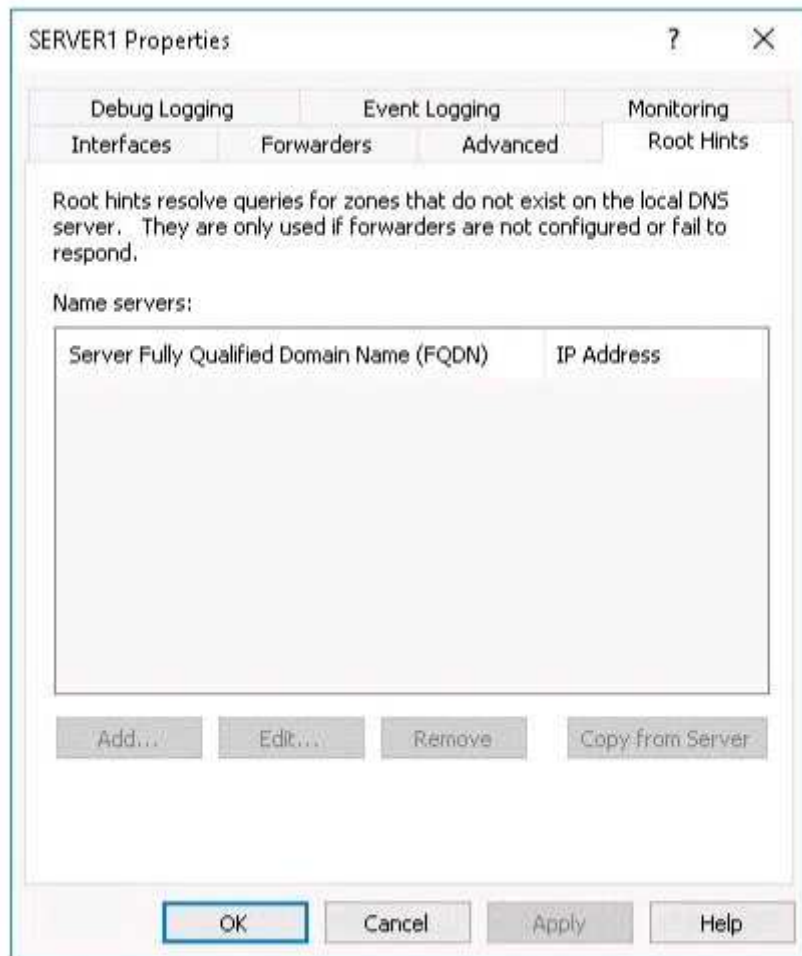 SERVER1 Properties ? X
Debug Logging Event Logging Monitoring
Interfaces Forwarders Advanced Root Hints
Root hints resolve queries for zones that do not exist on the local DNS
server. They are only used if forwarders are not configured or fail to
respond.
Name servers:
Server Fully Qualified Domain Name (FQDN) IP Address
Add... Edit... Remove Copy from Server
OK Cancel Apply Help